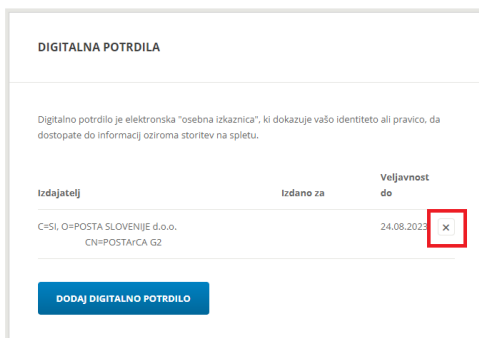 DIGITALNA POTRDILA
Digitalno potrdilo je elektronska "osebna izkaznica", ki dokazuje vašo identiteto ali pravico, da
dostopate do informacij oziroma storitev na spletu.
Izdajatelj Izdano za Veljavnost do
C=SI, O=POSTA SLOVENIJE d.o.o. 24.08.2023
CN=POSTArCA G2
DODAJ DIGITALNO POTRDILO